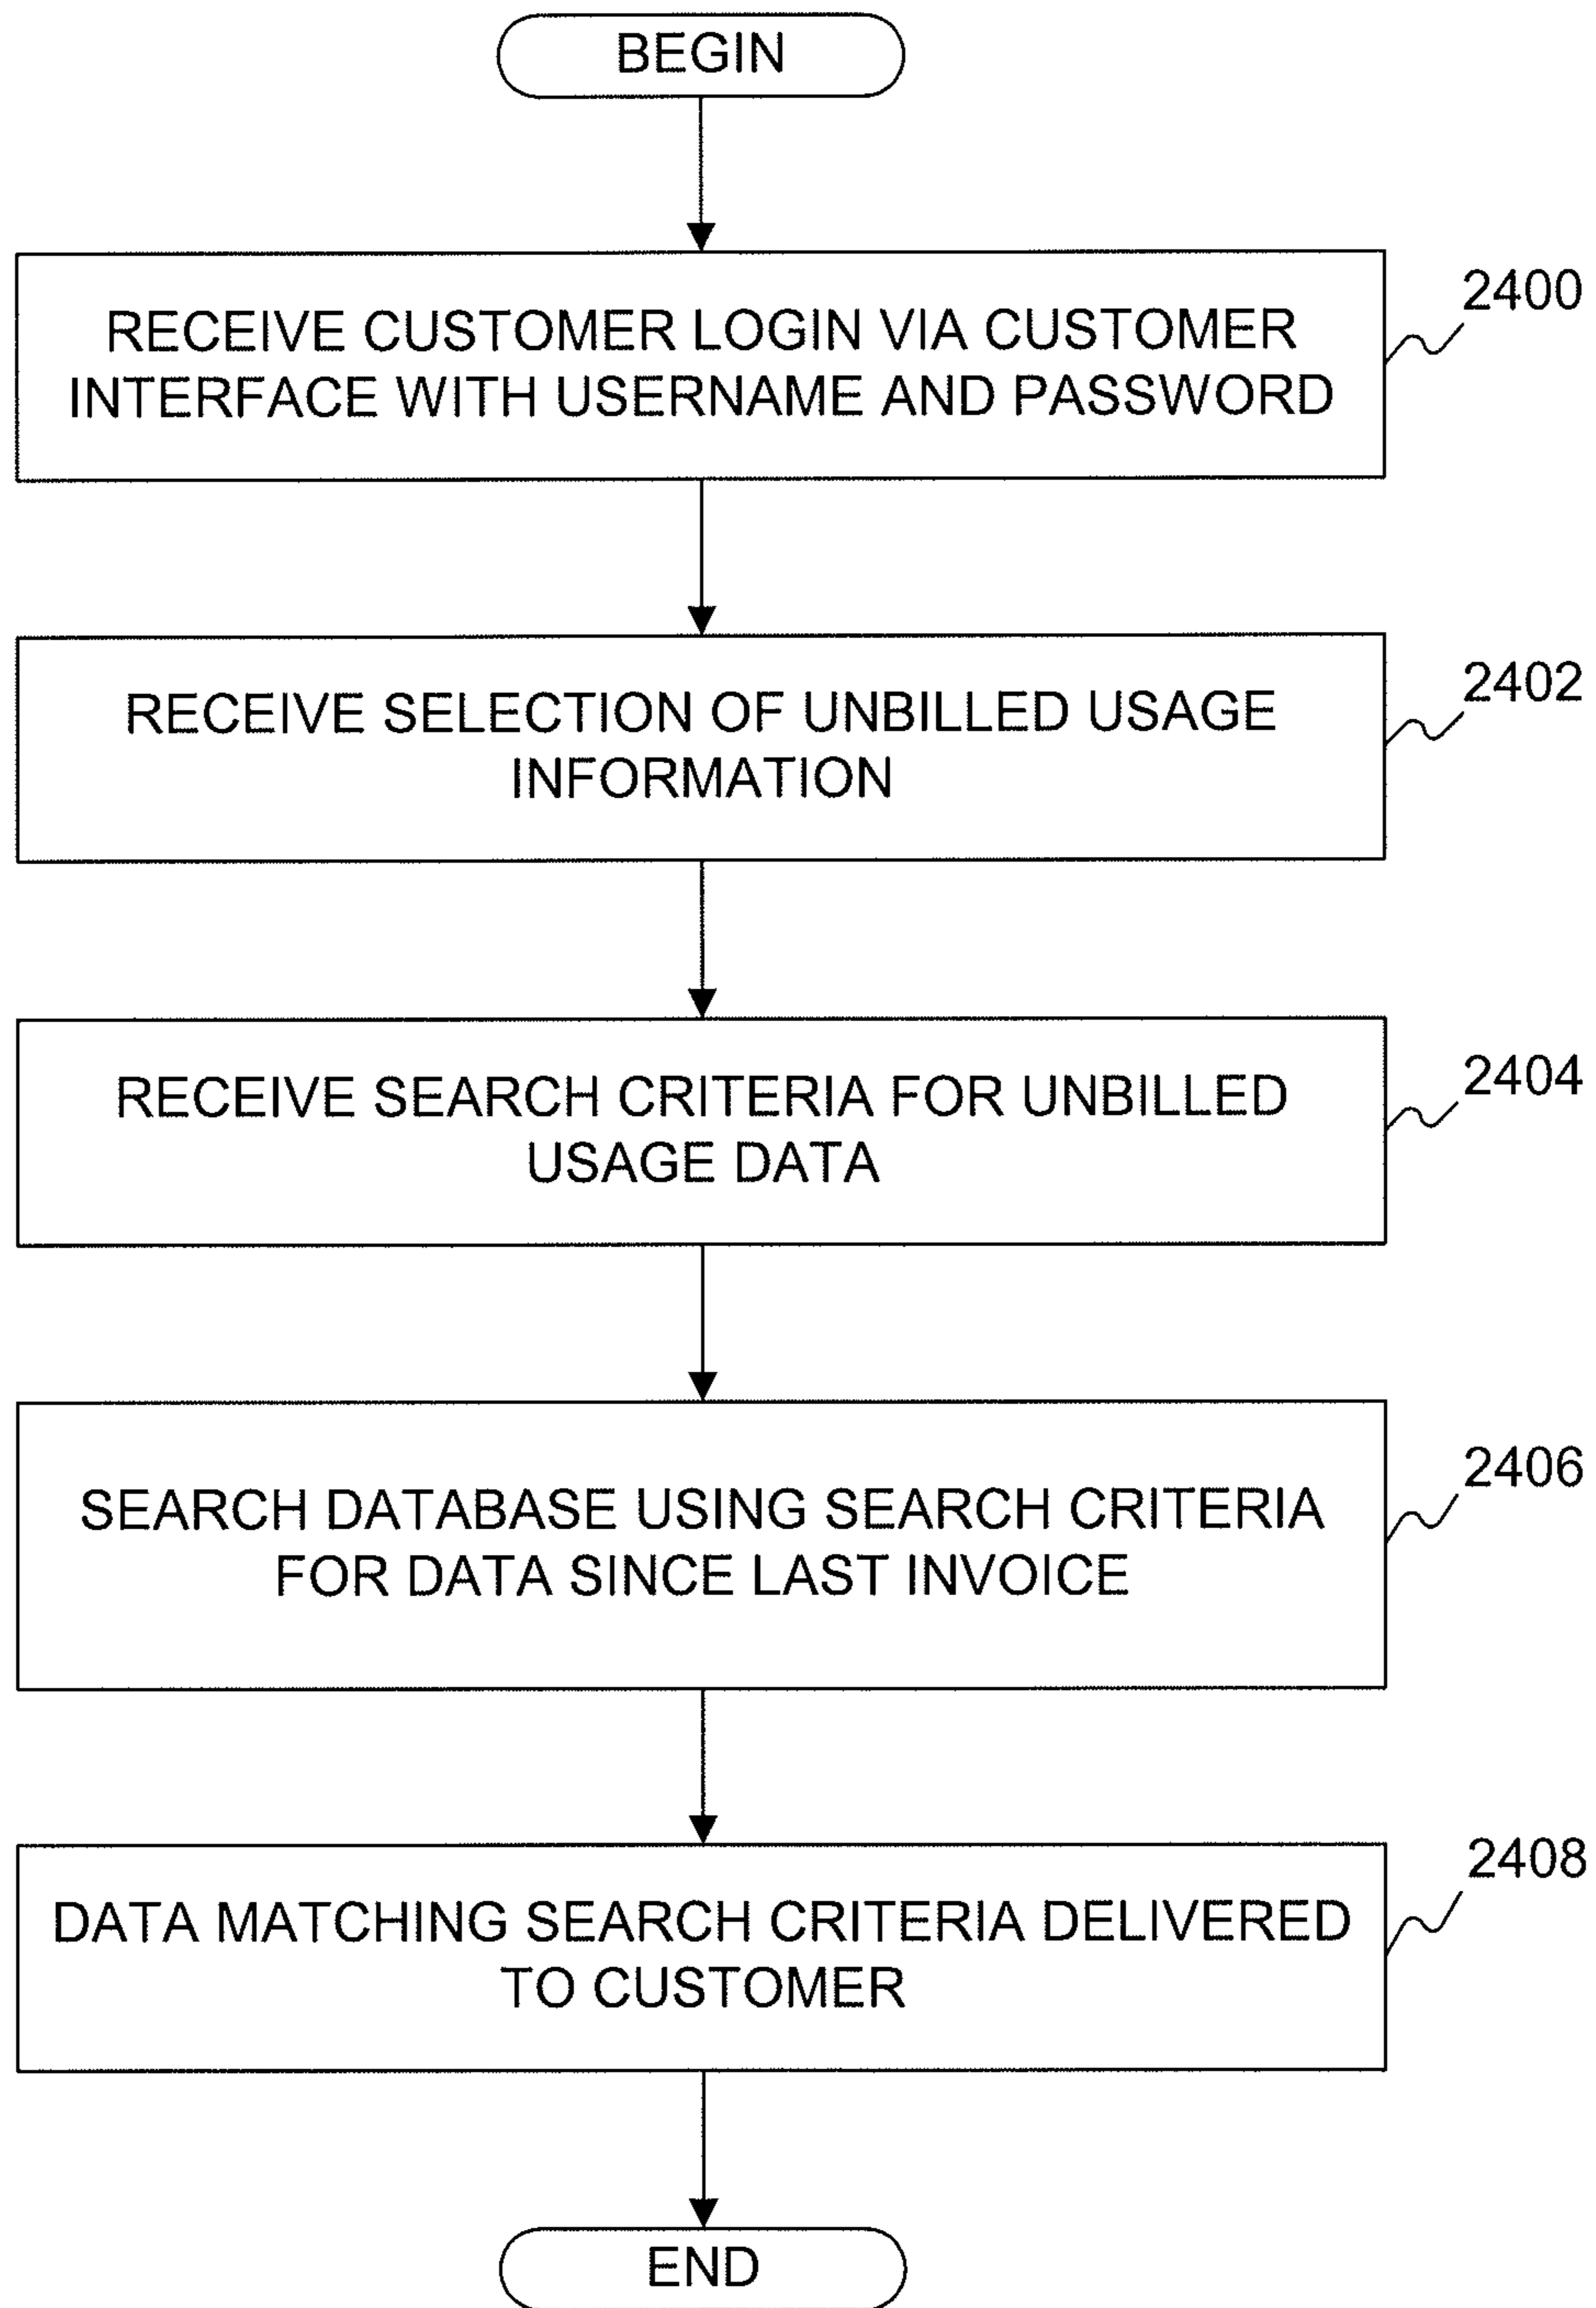 BEGIN
RECEIVE CUSTOMER LOGIN VIA CUSTOMER
INTERFACE WITH USERNAME AND PASSWORD
2400
RECEIVE SELECTION OF UNBILLED USAGE
INFORMATION
2402
RECEIVE SEARCH CRITERIA FOR UNBILLED
USAGE DATA
2404
SEARCH DATABASE USING SEARCH CRITERIA
FOR DATA SINCE LAST INVOICE
2406
DATA MATCHING SEARCH CRITERIA DELIVERED
TO CUSTOMER
2408
END